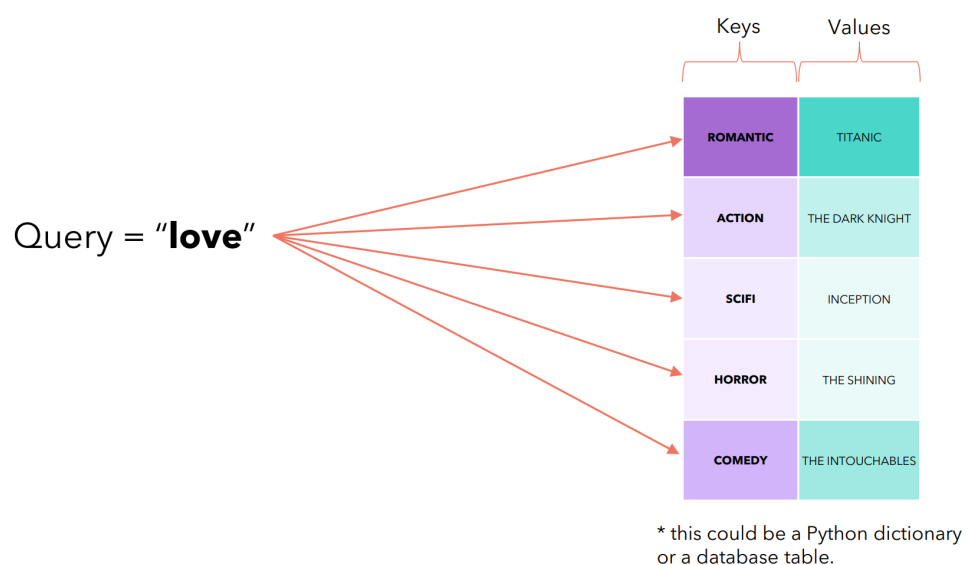 Keys Values
ROMANTIC TITANIC
ACTION THE DARK KNIGHT
Query = “love”
SCIFI INCEPTION
HORROR THE SHINING
COMEDY THE INTOUCHABLES
* this could be a Python dictionary
or a database table.